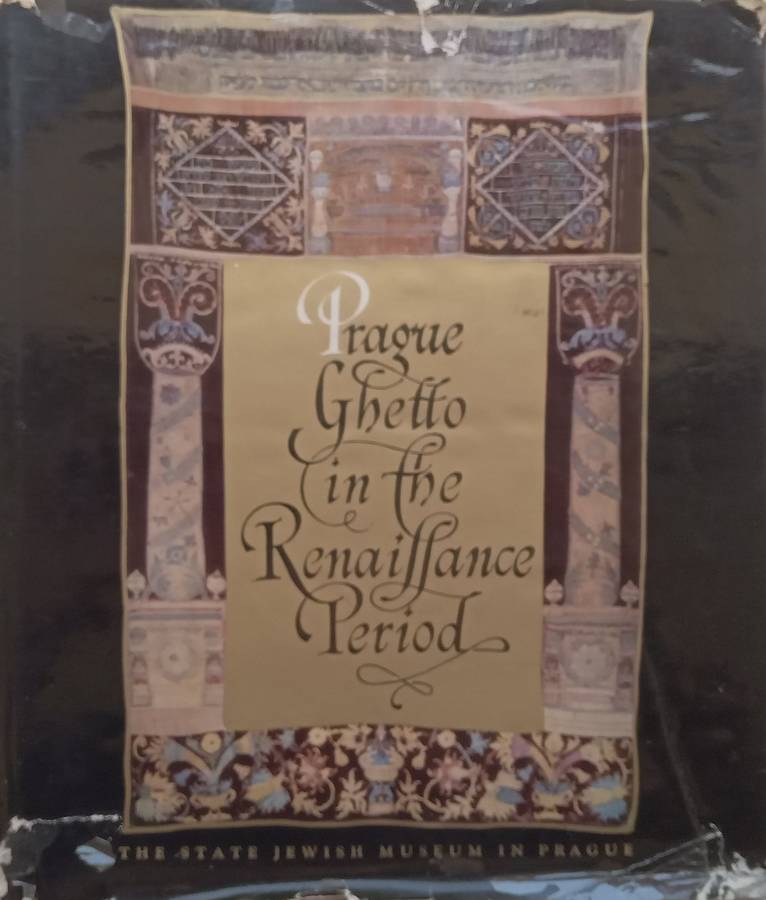 Prague
Ghetto
in the
Renaiſſance
Period
THE STATE JEWISH MUSEUM IN PRAGUE